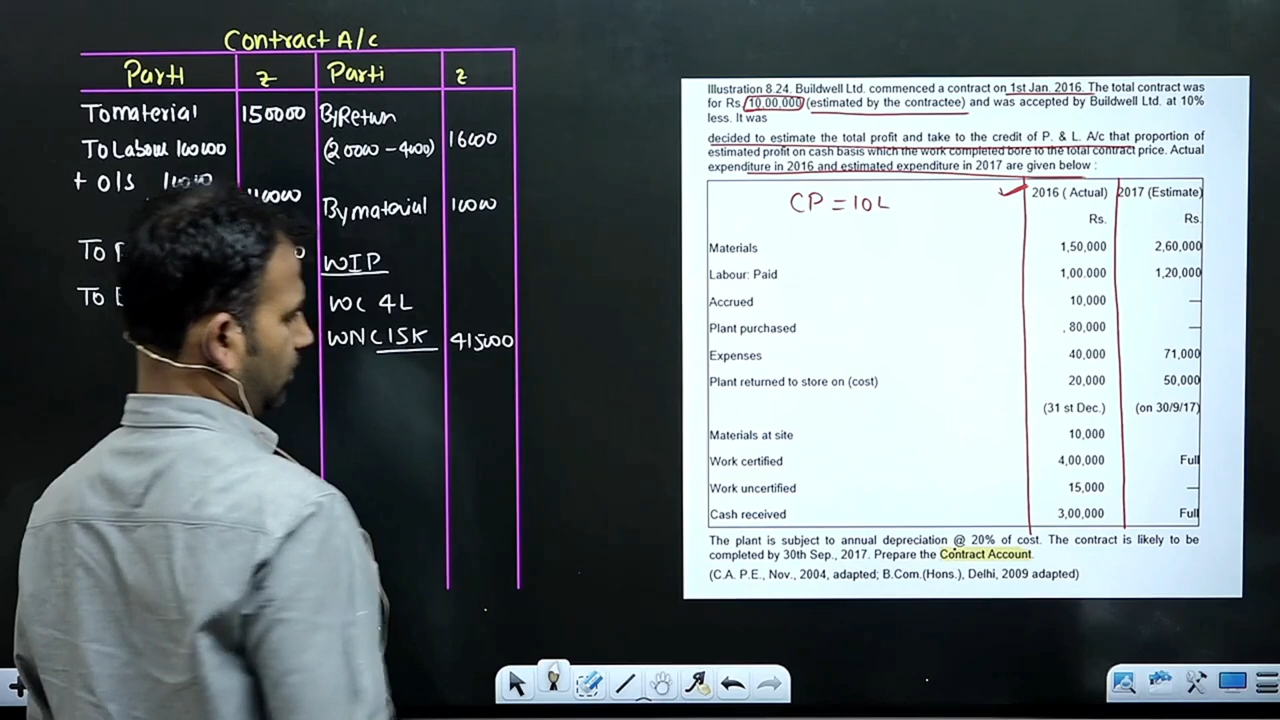 Contract A/c
Parti
₹
Parti
₹
To material 150000
To Labour 100000
+ O/s 10000
110000
To
To
By Return
(20000 - 4000) 16000
By material 10000
WIP
WC 4L
WNC 15K 415000
Illustration 8.24. Buildwell Ltd. commenced a contract on 1st Jan. 2016. The total contract was
for Rs. 10,00,000 (estimated by the contractee) and was accepted by Buildwell Ltd. at 10%
less. It was
decided to estimate the total profit and take to the credit of P. & L. A/c that proportion of
estimated profit on cash basis which the work completed bore to the total contract price. Actual
expenditure in 2016 and estimated expenditure in 2017 are given below :
CP = 10L
2016 ( Actual) 2017 (Estimate)
Rs. Rs.
Materials 1,50,000 2,60,000
Labour: Paid 1,00,000 1,20,000
Accrued 10,000 —
Plant purchased . 80,000 —
Expenses 40,000 71,000
Plant returned to store on (cost) 20,000 50,000
(31 st Dec.) (on 30/9/17)
Materials at site 10,000
Work certified 4,00,000 Full
Work uncertified 15,000 —
Cash received 3,00,000 Full
The plant is subject to annual depreciation @ 20% of cost. The contract is likely to be
completed by 30th Sep., 2017. Prepare the Contract Account.
(C.A. P.E., Nov., 2004, adapted; B.Com.(Hons.), Delhi, 2009 adapted)